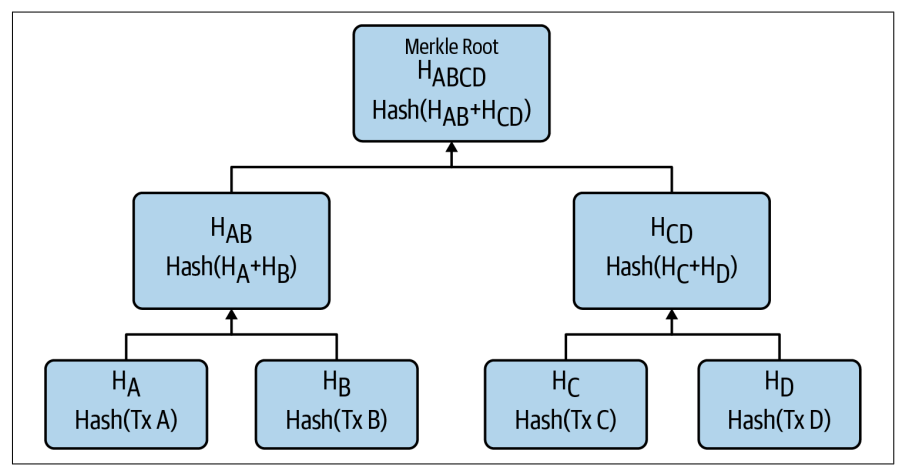 Merkle Root
HABCD
Hash(HAB+HCD)
HAB
Hash(HA+HB)
HCD
Hash(HC+HD)
HA
Hash(Tx A)
HB
Hash(Tx B)
HC
Hash(Tx C)
HD
Hash(Tx D)